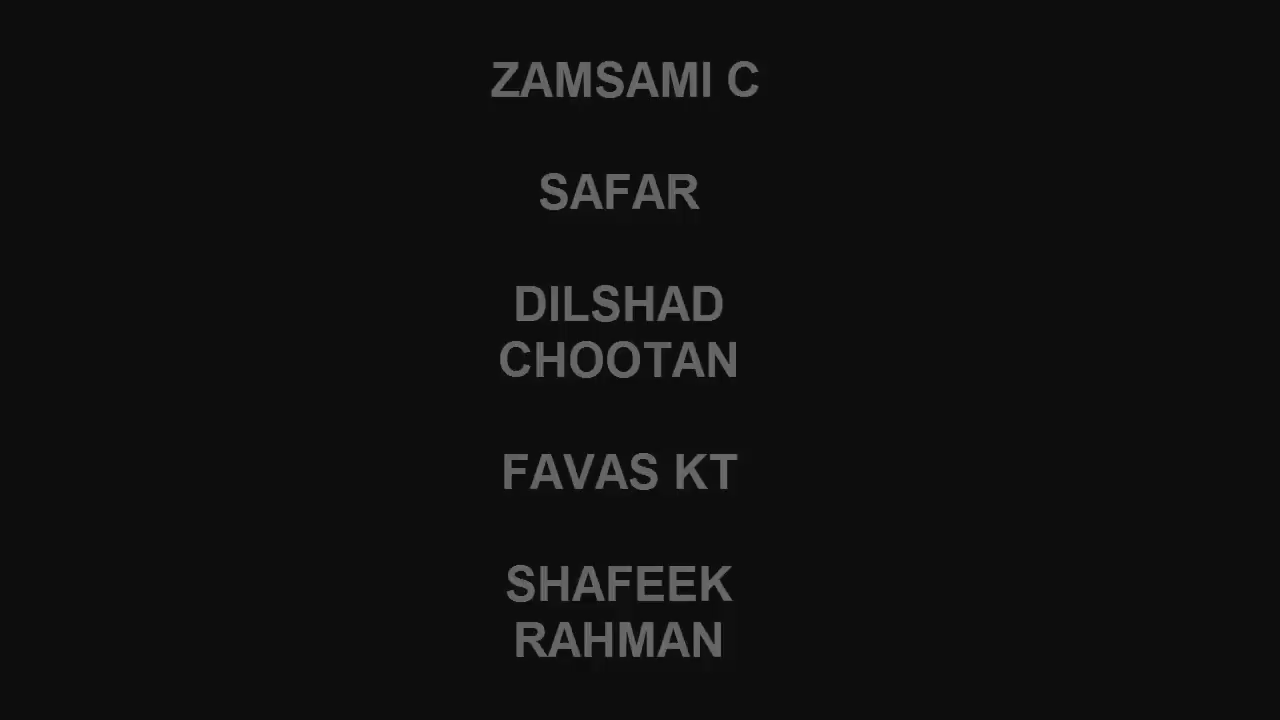 ZAMSAMI C
SAFAR
DILSHAD
CHOOTAN
FAVAS KT
SHAFEEK
RAHMAN